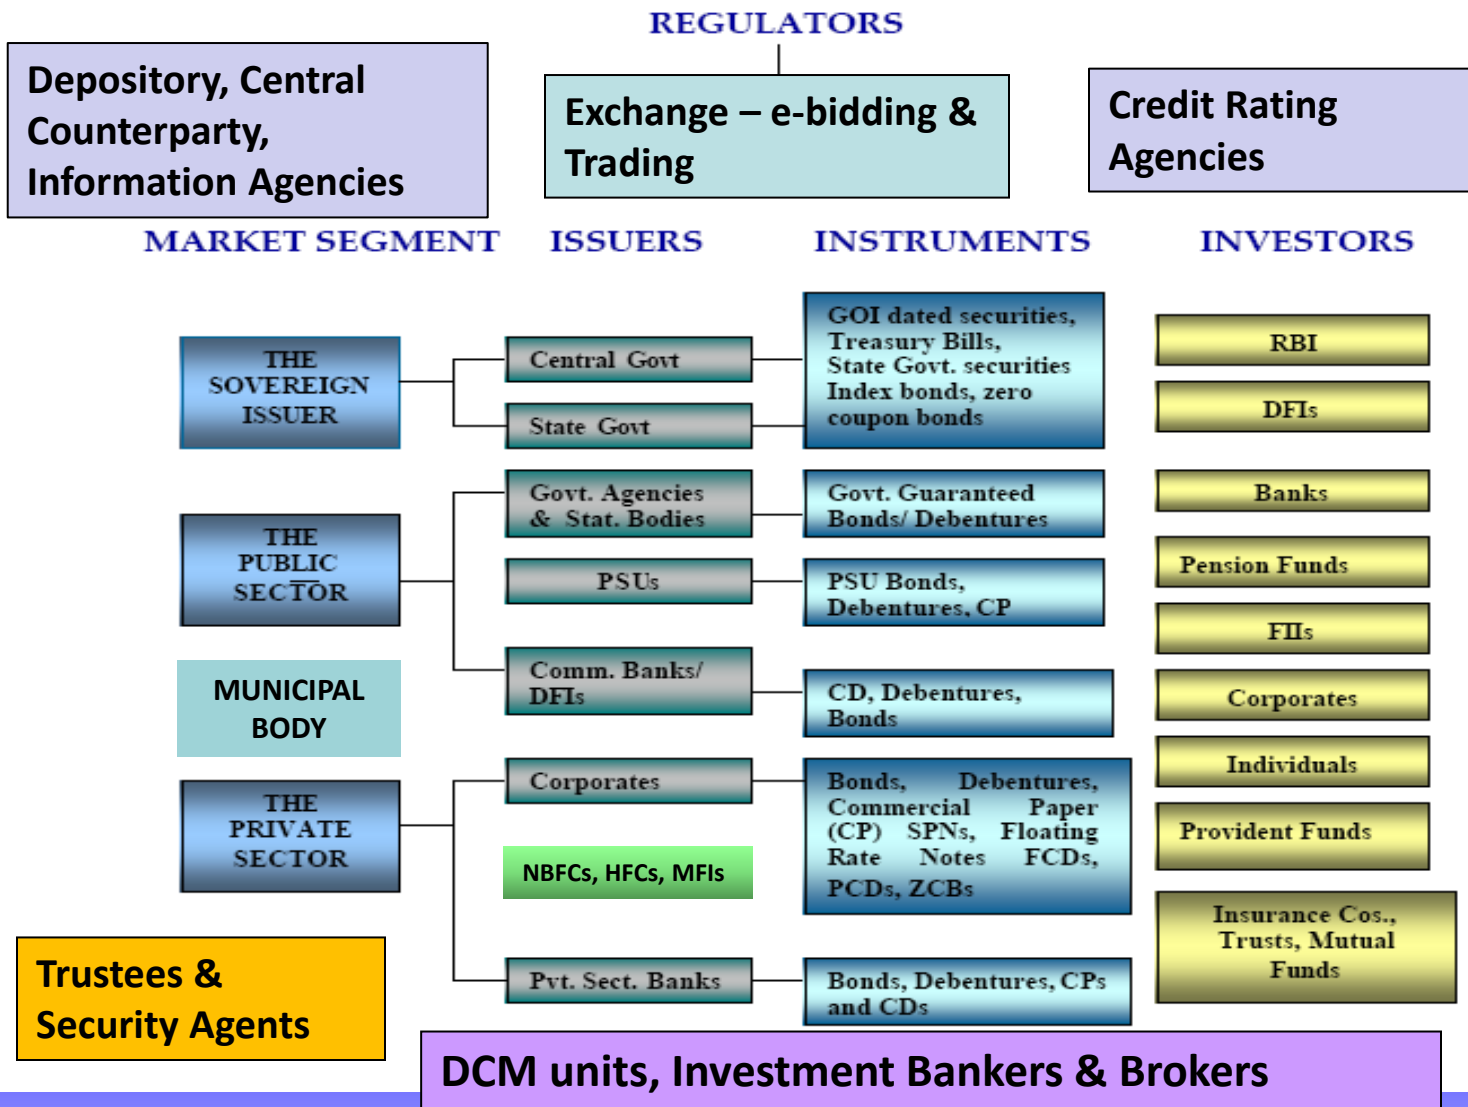 REGULATORS
Depository, Central
Counterparty,
Information Agencies
Exchange – e-bidding &
Trading
Credit Rating
Agencies
MARKET SEGMENT
ISSUERS
INSTRUMENTS
INVESTORS
THE
SOVEREIGN
ISSUER
Central Govt
State Govt
GOI dated securities,
Treasury Bills,
State Govt. securities
Index bonds, zero
coupon bonds
RBI
DFIs
THE
PUBLIC
SECTOR
Govt. Agencies
& Stat. Bodies
Govt. Guaranteed
Bonds/ Debentures
Banks
PSUs
PSU Bonds,
Debentures, CP
Pension Funds
FIIs
MUNICIPAL
BODY
Comm. Banks/
DFIs
CD, Debentures,
Bonds
Corporates
THE
PRIVATE
SECTOR
Corporates
Bonds, Debentures,
Commercial Paper
(CP) SPNs, Floating
Rate Notes FCDs,
PCDs, ZCBs
Individuals
Provident Funds
NBFCs, HFCs, MFIs
Insurance Cos.,
Trusts, Mutual
Funds
Trustees &
Security Agents
Pvt. Sect. Banks
Bonds, Debentures, CPs
and CDs
DCM units, Investment Bankers & Brokers